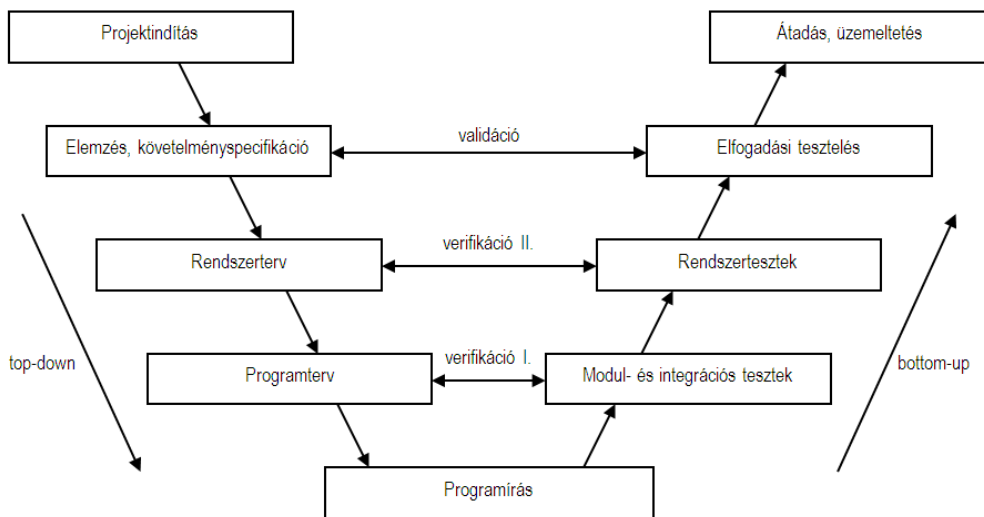 Projektindítás
Átadás, üzemeltetés
Elemzés, követelményspecifikáció
validáció
Elfogadási tesztelés
Rendszerterv
verifikáció II.
Rendszertesztek
top-down
Programterv
verifikáció I.
Modul- és integrációs tesztek
bottom-up
Programírás